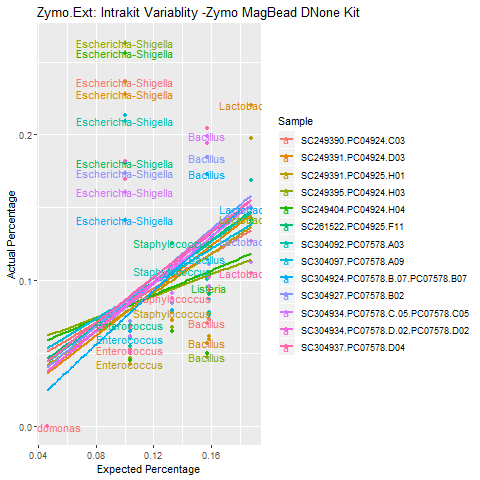 Zymo.Ext: Intrakit Variablity -Zymo MagBead DNone Kit
Escherichia-Shigella
Escherichia-Shigella
Escherichia-Shigella
Escherichia-Shigella
Lactobac
Escherichia-Shigella
Bacillus
Escherichia-Shigella
Bacillus
Escherichia-Shigella
Bacillus
Escherichia-Shigella
Escherichia-Shigella
Lactobac
Lactobac
Staphylococcus
Lactobac
Bacillus
Staphylococcus
Lactobac
Listeria
Staphylococcus
Staphylococcus
Enterococcus
Bacillus
Enterococcus
Enterococcus
Bacillus
Enterococcus
Bacillus
domonas
0.2
0.1
0.0
0.04
0.08
0.12
0.16
Actual Percentage
Expected Percentage
Sample
SC249390.PC04924.C03
SC249391.PC04924.D03
SC249391.PC04925.H01
SC249395.PC04924.H03
SC249404.PC04924.H04
SC261522.PC04925.F11
SC304092.PC07578.A03
SC304097.PC07578.A09
SC304924.PC07578.B.07.PC07578.B07
SC304927.PC07578.B02
SC304934.PC07578.C.05.PC07578.C05
SC304934.PC07578.D.02.PC07578.D02
SC304937.PC07578.D04